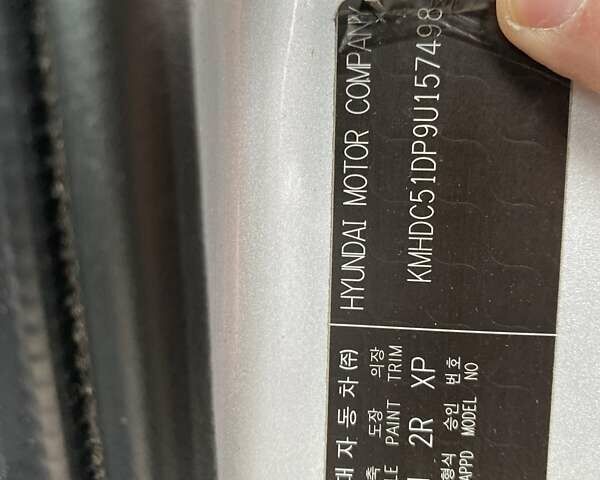 대자동차(주) HYUNDAI MOTOR COMPANY
도장 의장
PAINT TRIM
KMHDC51DP9U157498
2R XP
형식 승인 번호
APPD MODEL NO